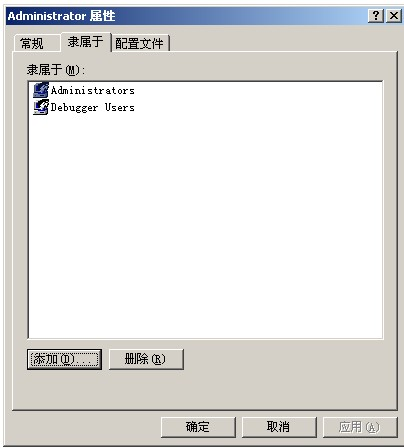 Administrator 属性
常规 隶属于 配置文件
隶属于(M):
Administrators
Debugger Users
添加(D)... 删除(R)
确定 取消 应用(A)